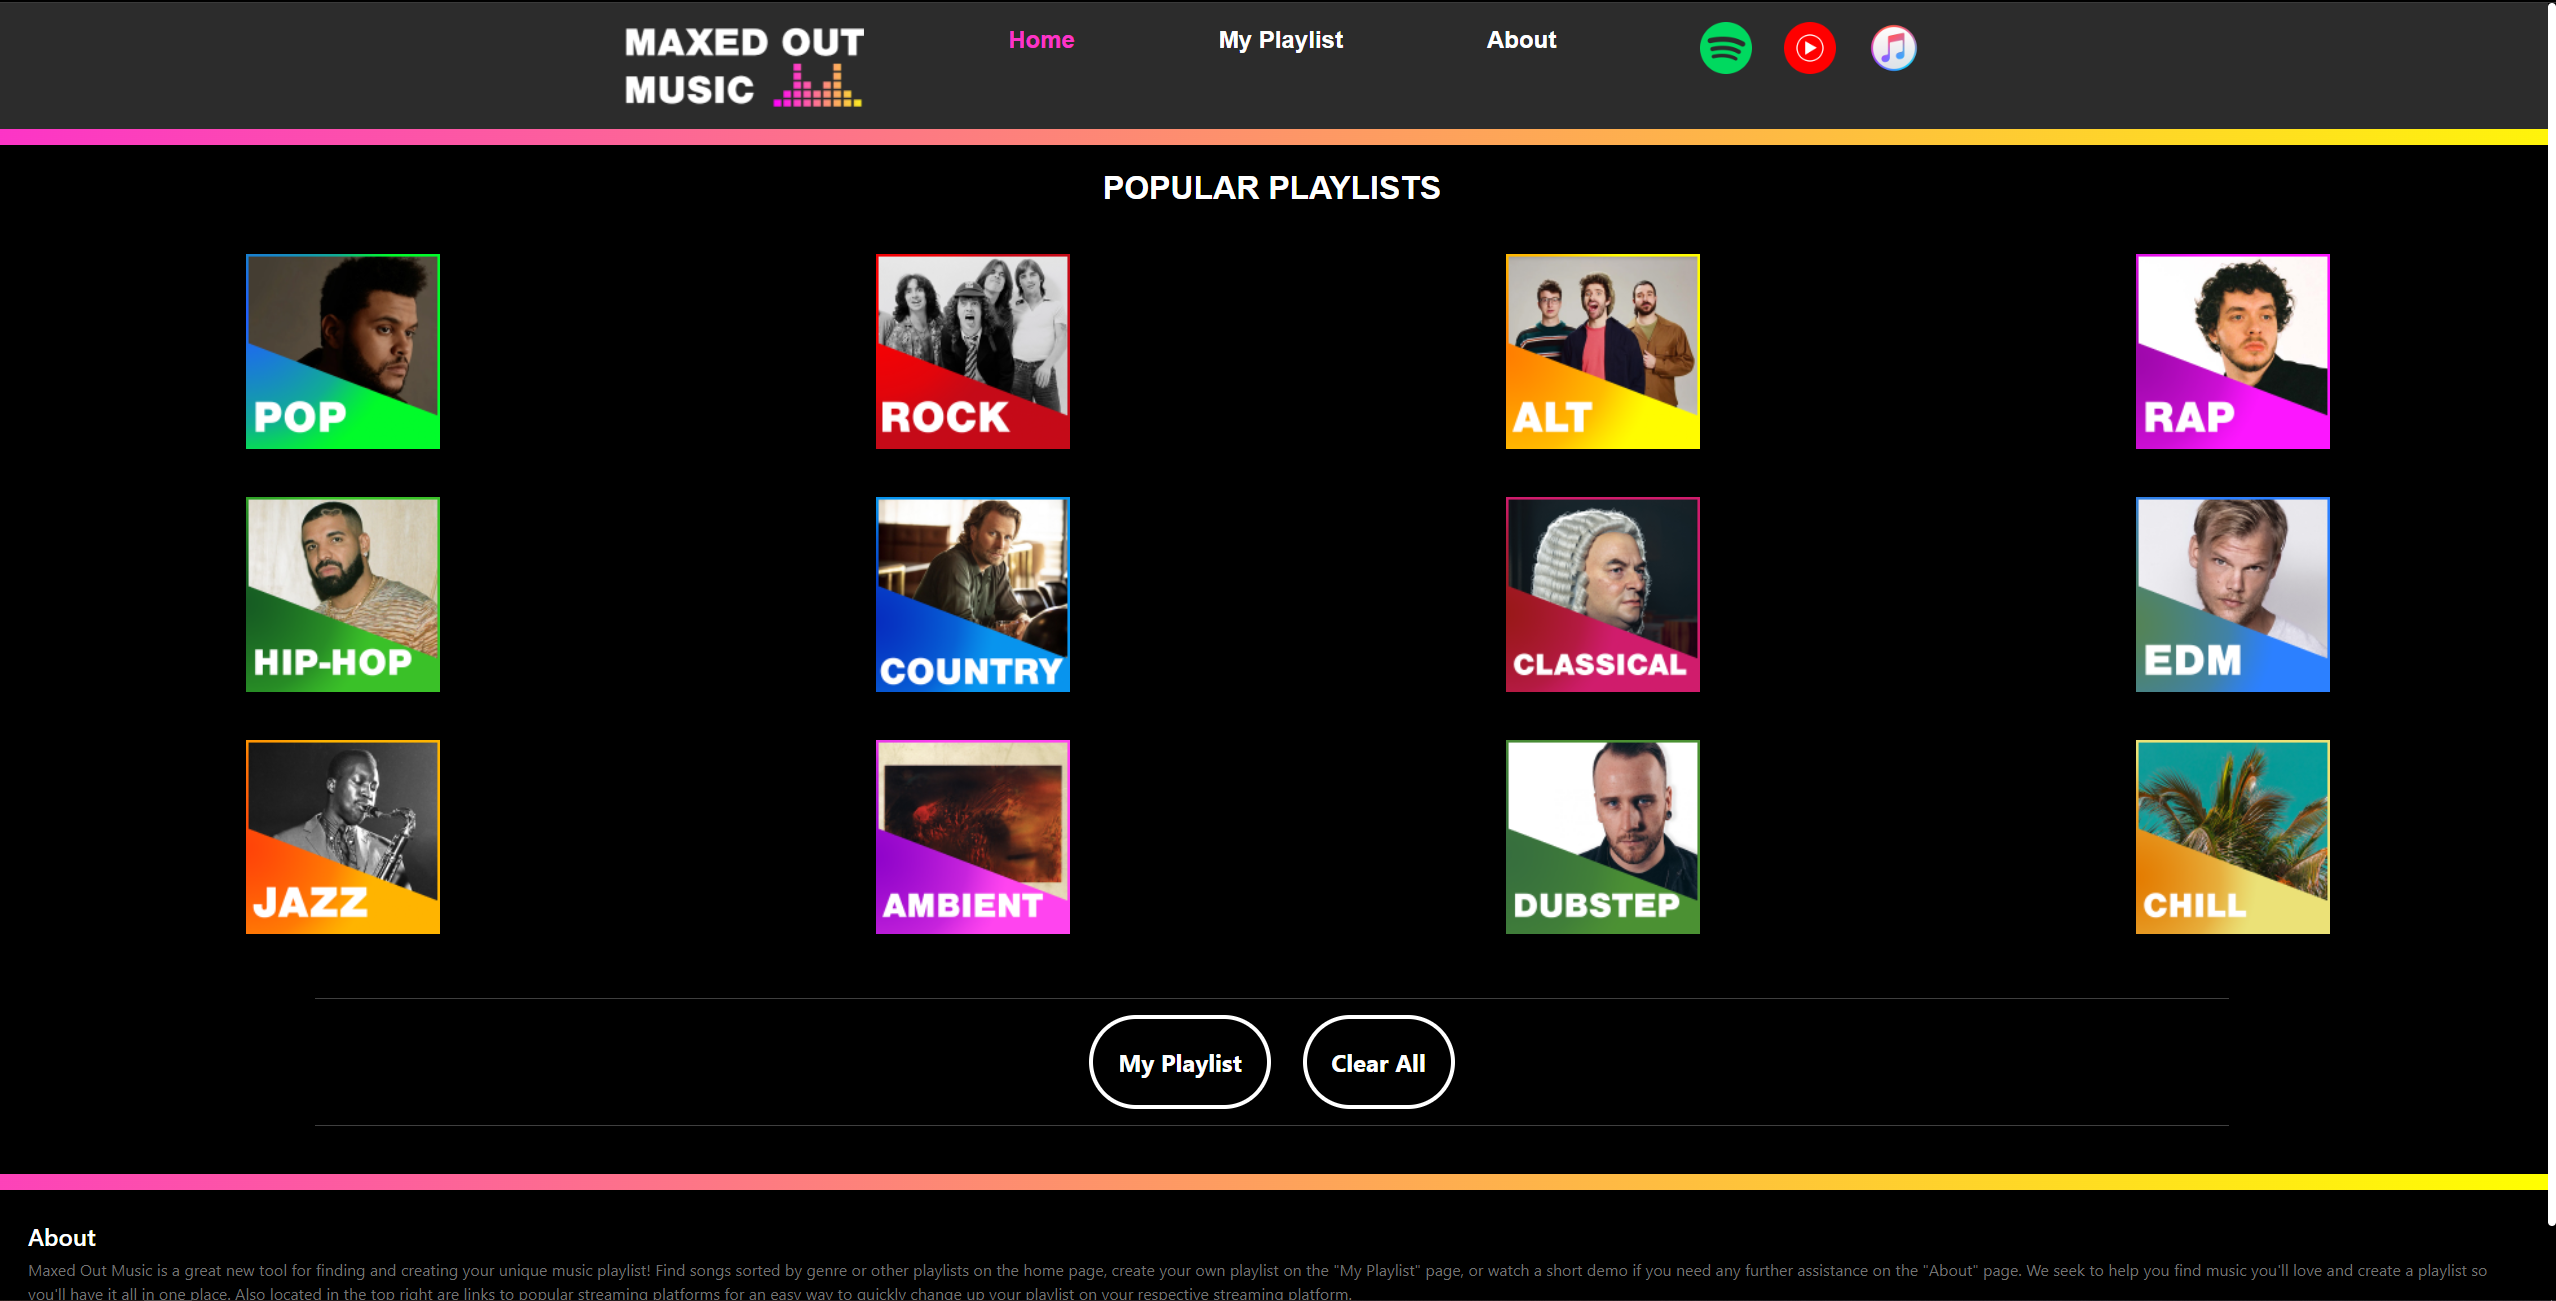 MAXED OUT
MUSIC
Home
My Playlist
About
POPULAR PLAYLISTS
POP
ROCK
ALT
RAP
HIP-HOP
COUNTRY
CLASSICAL
EDM
JAZZ
AMBIENT
DUBSTEP
CHILL
My Playlist
Clear All
About
Maxed Out Music is a great new tool for finding and creating your unique music playlist! Find songs sorted by genre or other playlists on the home page, create your own playlist on the "My Playlist" page, or watch a short demo if you need any further assistance on the "About" page. We seek to help you find music you'll love and create a playlist so
you'll have it all in one place. Also located in the top right are links to popular streaming platforms for an easy way to quickly change up your playlist on your respective streaming platform.